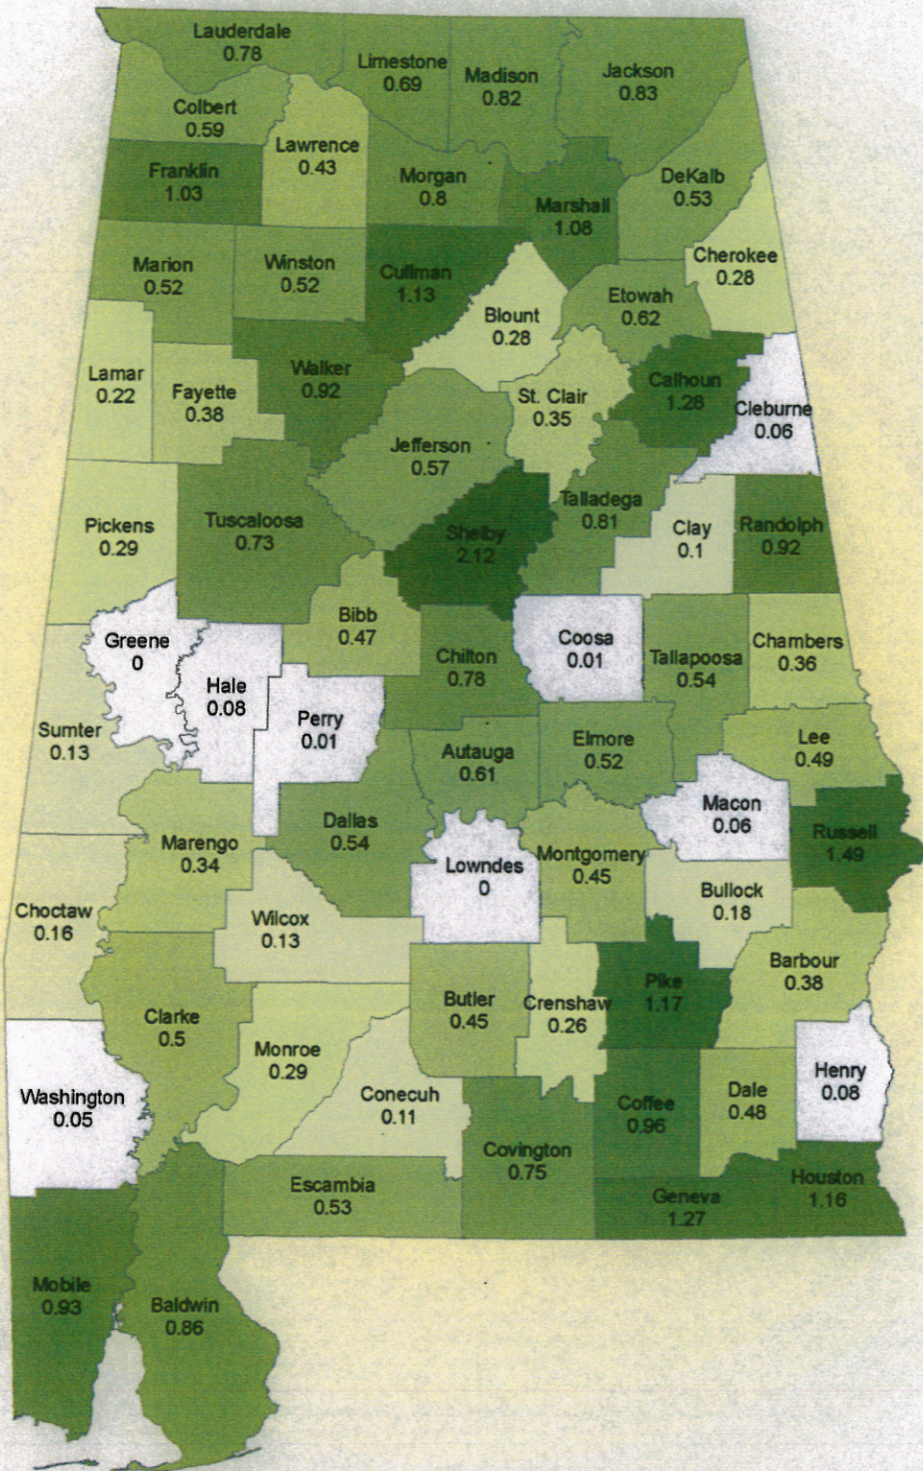 Lauderdale
0.78
Limestone
0.69
Madison
0.82
Jackson
0.83
Colbert
0.59
Lawrence
0.43
Franklin
1.03
Morgan
0.8
Marshall
1.08
DeKalb
0.53
Cherokee
0.28
Marion
0.52
Winston
0.52
Cullman
1.13
Blount
0.28
Etowah
0.62
Lamar
0.22
Fayette
0.38
Walker
0.92
St. Clair
0.35
Calhoun
1.28
Cleburne
0.06
Jefferson
0.57
Pickens
0.29
Tuscaloosa
0.73
Shelby
2.12
Talladega
0.81
Clay
0.1
Randolph
0.92
Greene
0
Hale
0.08
Bibb
0.47
Chilton
0.78
Coosa
0.01
Tallapoosa
0.54
Chambers
0.36
Sumter
0.13
Perry
0.01
Autauga
0.61
Elmore
0.52
Lee
0.49
Marengo
0.34
Dallas
0.54
Lowndes
0
Montgomery
0.45
Macon
0.06
Russell
1.49
Choctaw
0.16
Wilcox
0.13
Bullock
0.18
Clarke
0.5
Butler
0.45
Crenshaw
0.26
Pike
1.17
Barbour
0.38
Washington
0.05
Monroe
0.29
Conecuh
0.11
Covington
0.75
Coffee
0.96
Dale
0.48
Henry
0.08
Escambia
0.53
Geneva
1.27
Houston
1.16
Mobile
0.93
Baldwin
0.86